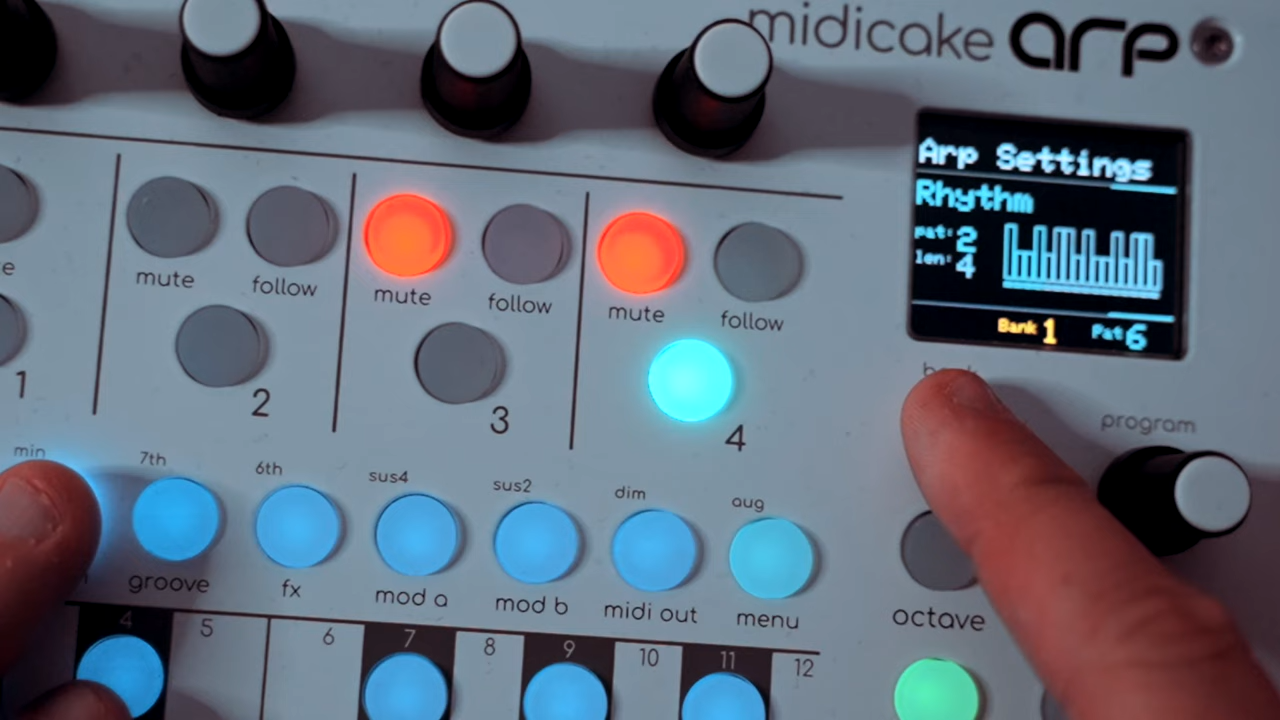 midicake arp
Arp Settings
Rhythm
pat: 2
len: 4
Bank 1 Pat 6
mute follow
mute follow
mute follow
e
1
2
3
4
program
min
7th
6th
sus4
sus2
dim
aug
groove
fx
mod a
mod b
midi out
menu
octave
4
5
6
7
8
9
10
11
12